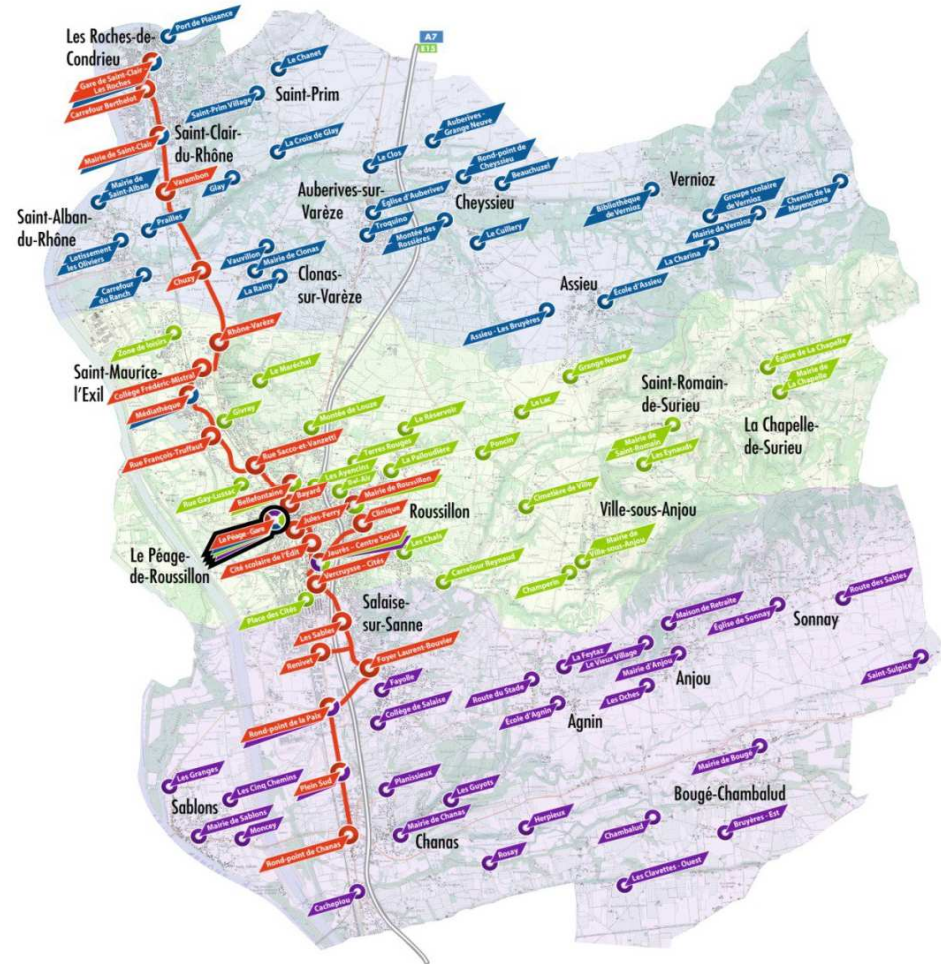 A7
E15
Port de Plaisance
Les Roches-de-
Condrieu
Gare de Saint-Clair -
Les Roches
Carrefour Berthelot
Le Chanet
Saint-Prim Village
Saint-Prim
Mairie de Saint-Clair
Saint-Clair-
du-Rhône
La Croix de Glay
Auberives -
Grange Neuve
Le Clos
Rond-point de
Cheyssieu
Beauchuzel
Varambon
Glay
Mairie de
Saint-Alban
Saint-Alban-
du-Rhône
Prailles
Lotissement
les Oliviers
Carrefour
du Ranch
Auberives-sur-
Varèze
Église d'Auberives
Troquino
Montée des
Rossières
Cheyssieu
La Cuillery
Vernioz
Bibliothèque
de Vernioz
Groupe scolaire
de Vernioz
Mairie de Vernioz
Chemin de la
Mayençonne
La Charina
Vauvillon
Mairie de Clonas
La Rainy
Clonas-
sur-Varèze
Chuzy
Assieu
Ecole d'Assieu
Assieu - Les Bruyères
Rhône-Varèze
Zone de loisirs
Saint-Maurice-
l'Exil
Collège Frédéric-Mistral
Médiathèque
Le Maréchal
Givray
Rue François-Truffaut
Rue Sacco-et-Vanzetti
Montée de Louze
Le Réservoir
Terres Rouges
La Pailloudière
Les Ayencins
Bel-Air
Grange Neuve
Le Lac
Poncin
Saint-Romain-
de-Surieu
Mairie de
Saint-Romain
Les Eynauds
Église de La Chapelle
Mairie de
La Chapelle
La Chapelle-
de-Surieu
Rue Gay-Lussac
Bellefontaine
Bayard
Mairie de Roussillon
Jules-Ferry
Clinique
Roussillon
Le Péage - Gare
Le Péage-
de-Roussillon
Cité scolaire de l'Édit
Jaurès - Centre Social
Vercruysse - Cités
Les Chals
Cimetière de Ville
Ville-sous-Anjou
Mairie de
Ville-sous-Anjou
Champerin
Carrefour Reynaud
Place des Cités
Salaise-
sur-Sanne
Les Sables
Renivet
Foyer Laurent-Bouvier
Maison de Retraite
Église de Sonnay
Sonnay
Route des Sables
Saint-Sulpice
La Feytaz
Le Vieux Village
Mairie d'Anjou
Anjou
Les Oches
Route du Stade
Ecole d'Agnin
Agnin
Fayolle
Collège de Salaise
Rond-point de la Paix
Plein Sud
Les Granges
Les Cinq Chemins
Sablons
Mairie de Sablons
Moncey
Rond-point de Chanas
Planissieux
Les Guyots
Mairie de Chanas
Chanas
Herpieux
Rosay
Mairie de Bougé
Bougé-Chambalud
Chambalud
Bruyères - Est
Les Clavettes - Ouest
Cachepiou